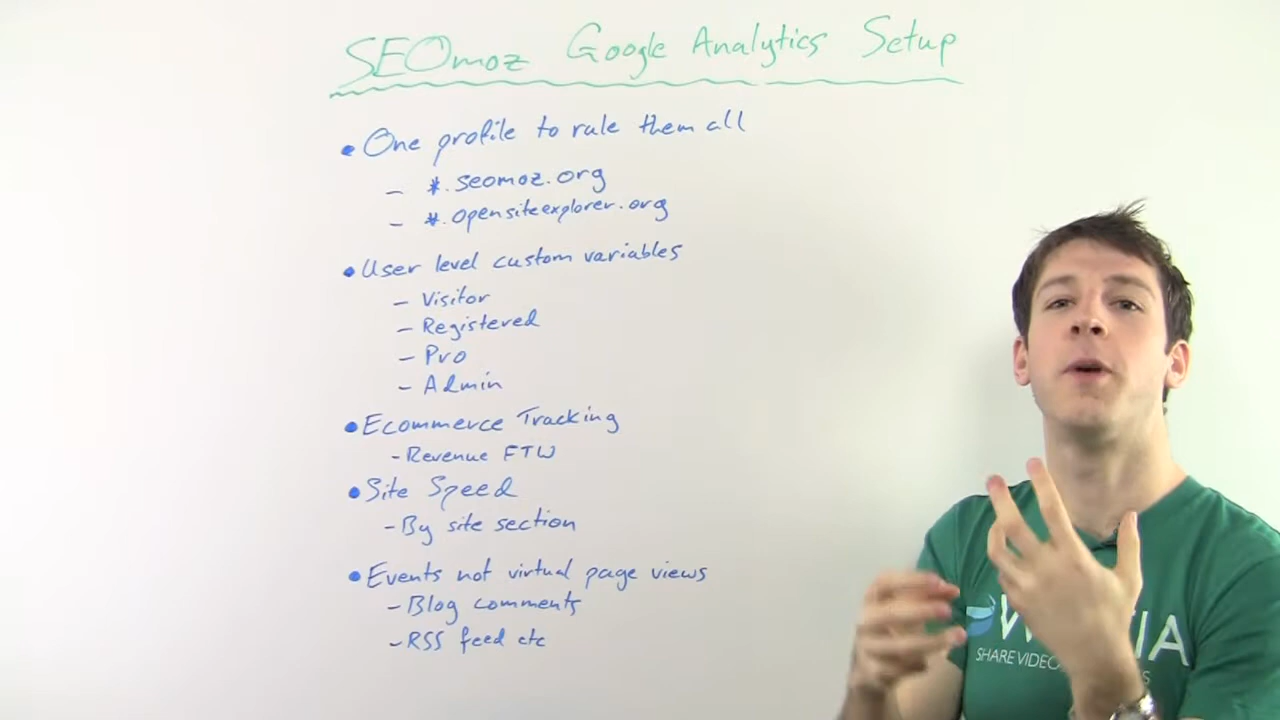 SEOmoz Google Analytics Setup
• One profile to rule them all
– *.seomoz.org
– *.opensiteexplorer.org
• User level custom variables
– Visitor
– Registered
– Pro
– Admin
• Ecommerce Tracking
- Revenue FTW
• Site Speed
- By site section
• Events not virtual page views
- Blog comments
- RSS feed etc
SHARE VIDEO